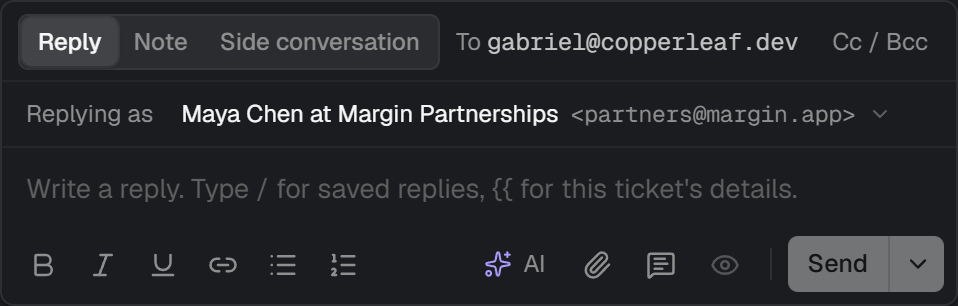 Reply Note Side conversation To gabriel@copperleaf.dev Cc / Bcc
Replying as Maya Chen at Margin Partnerships <partners@margin.app>
Write a reply. Type / for saved replies, {{ for this ticket's details.
B I U AI Send